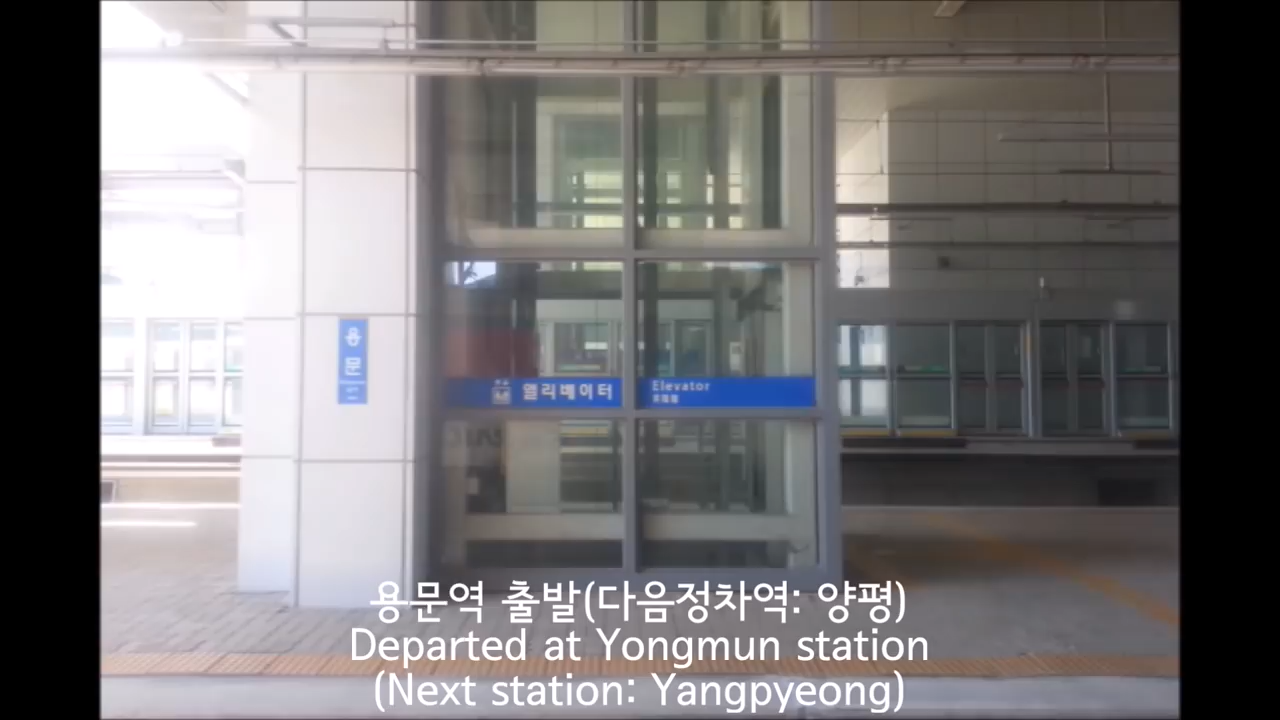 용
문
엘리베이터
Elevator
용문역 출발(다음정차역: 양평)
Departed at Yongmun station
(Next station: Yangpyeong)